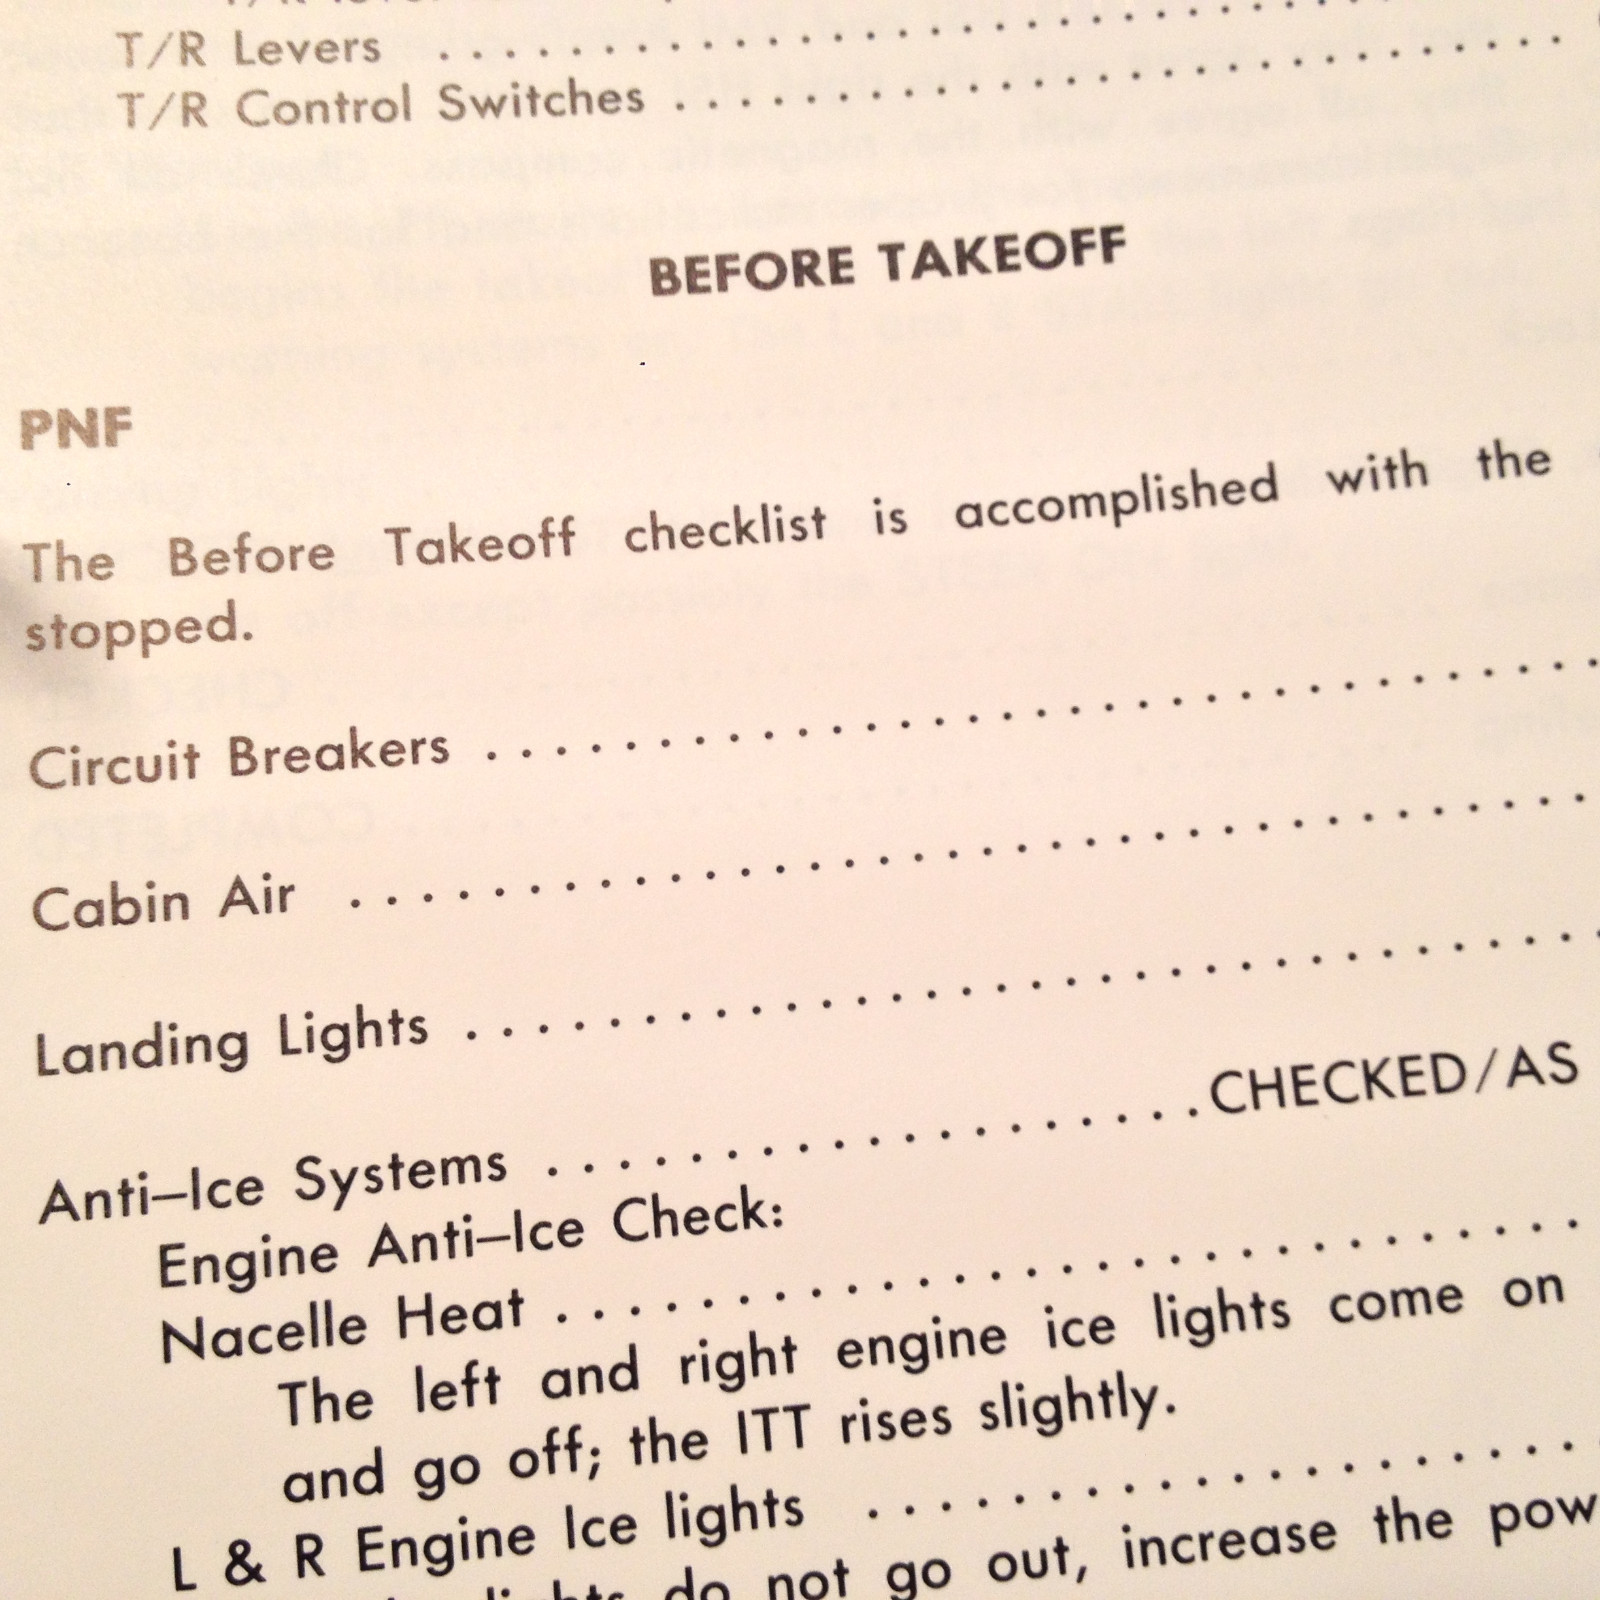 T/R Levers . . . . . . . . . . . . . . . . . . . . . . . . . .
T/R Control Switches . . . . . . . . . . . . . . . . . . . . . . . . .
BEFORE TAKEOFF
PNF
The Before Takeoff checklist is accomplished with the
stopped.
Circuit Breakers . . . . . . . . . . . . . . . . . . . . . . . . . . . . . . . .
Cabin Air . . . . . . . . . . . . . . . . . . . . . . . . . . . . . . . . . . .
Landing Lights . . . . . . . . . . . . . . . . . . . . . . . . . . . . . . . .
Anti–Ice Systems . . . . . . . . . . . . . . . . . . .CHECKED/AS
Engine Anti–Ice Check:
Nacelle Heat . . . . . . . . . . . . . . . . . . . . . . . . . . . . .
The left and right engine ice lights come on
and go off; the ITT rises slightly.
L & R Engine Ice lights . . . . . . . . . . . . . . . . . . . .
lights do not go out, increase the pow